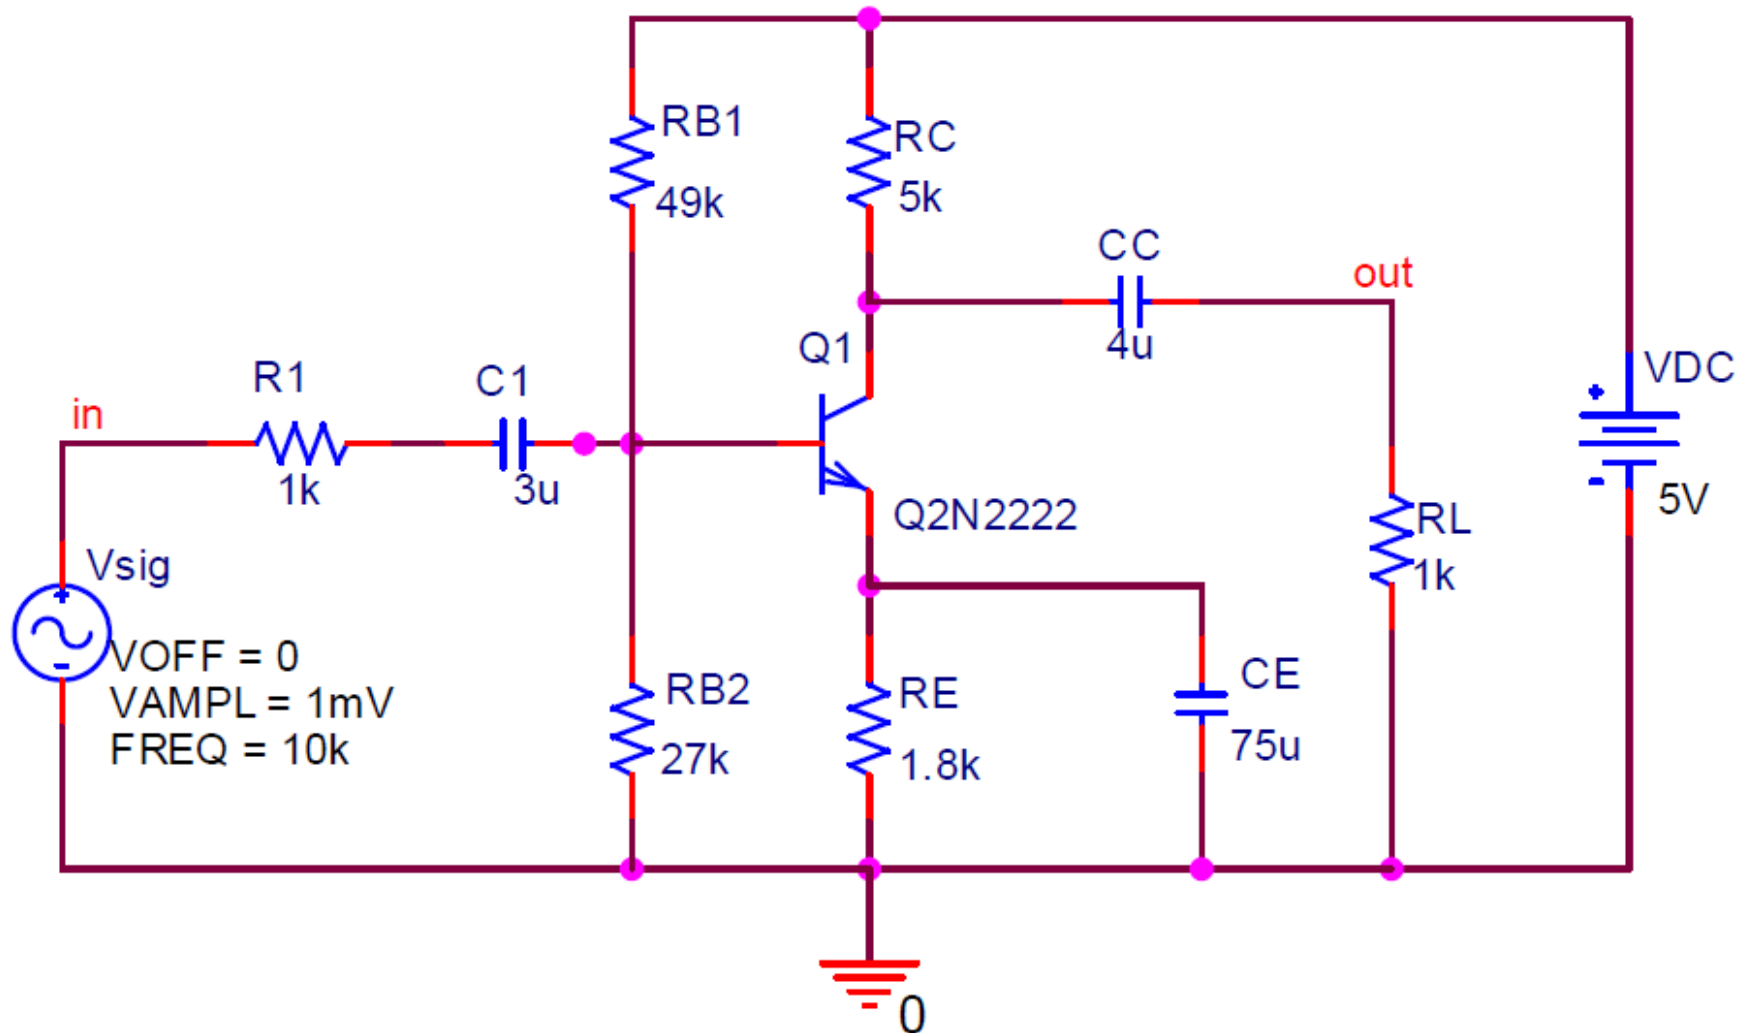 RB1
49k
RC
5k
CC
4u
out
Q1
Q2N2222
in
R1
1k
C1
3u
VDC
+
-
5V
RL
1k
Vsig
+
-
VOFF = 0
VAMPL = 1mV
FREQ = 10k
RB2
27k
RE
1.8k
CE
75u
0